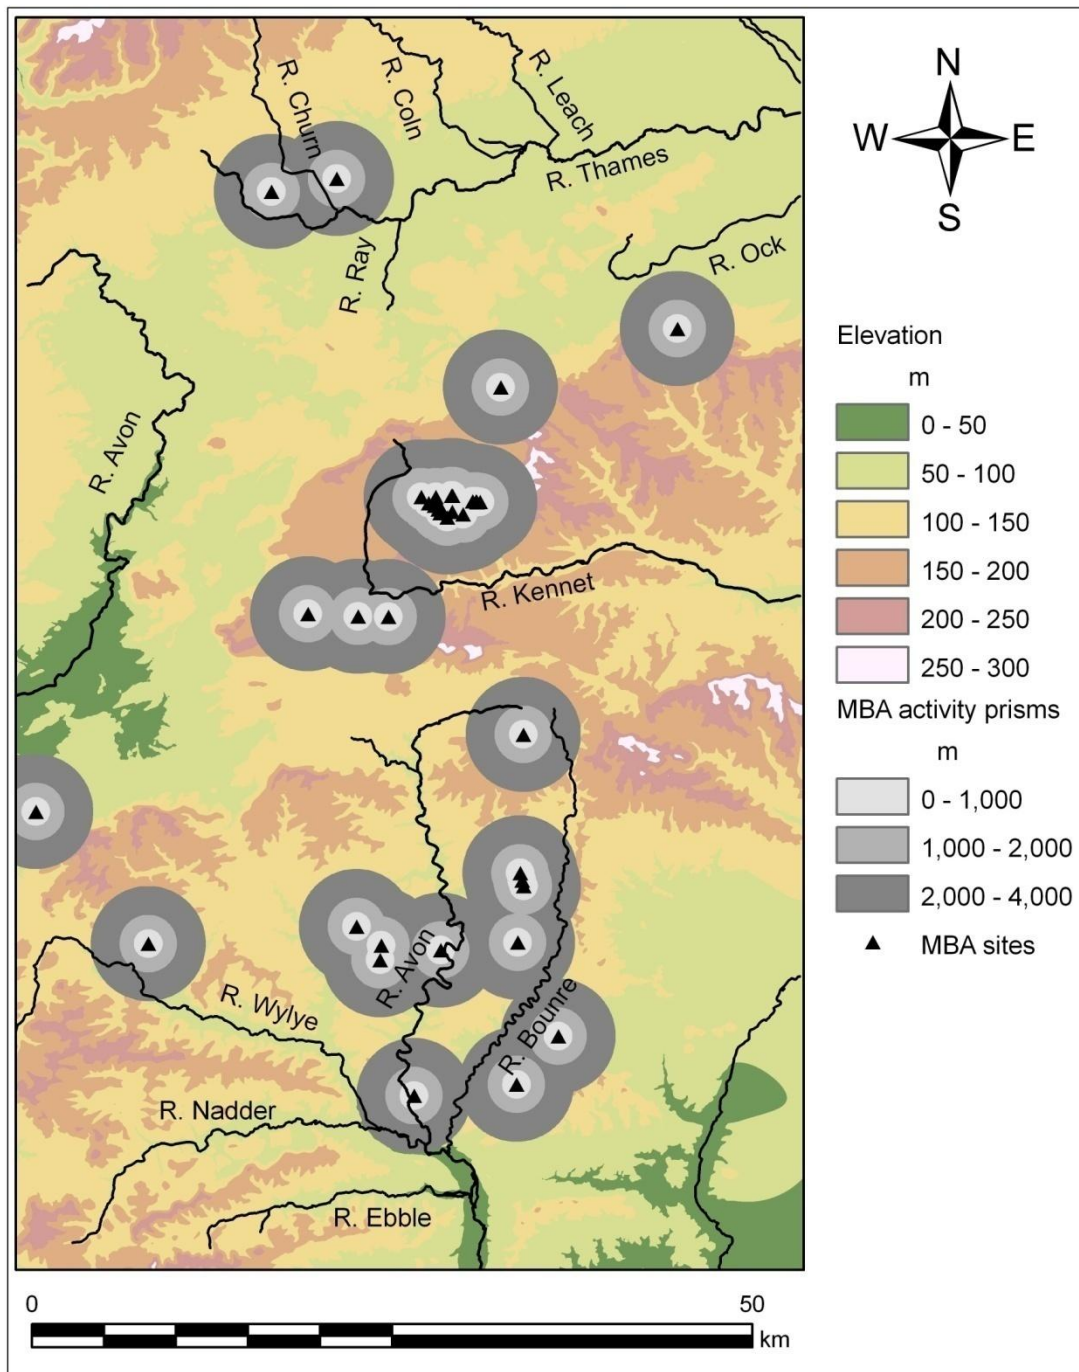 R. Churn
R. Coln
R. Leach
R. Thames
R. Ray
R. Ock
R. Avon
R. Kennet
R. Avon
R. Bounre
R. Wylye
R. Nadder
R. Ebble
N
W
E
S
Elevation
m
0 - 50
50 - 100
100 - 150
150 - 200
200 - 250
250 - 300
MBA activity prisms
m
0 - 1,000
1,000 - 2,000
2,000 - 4,000
MBA sites
0
50
km